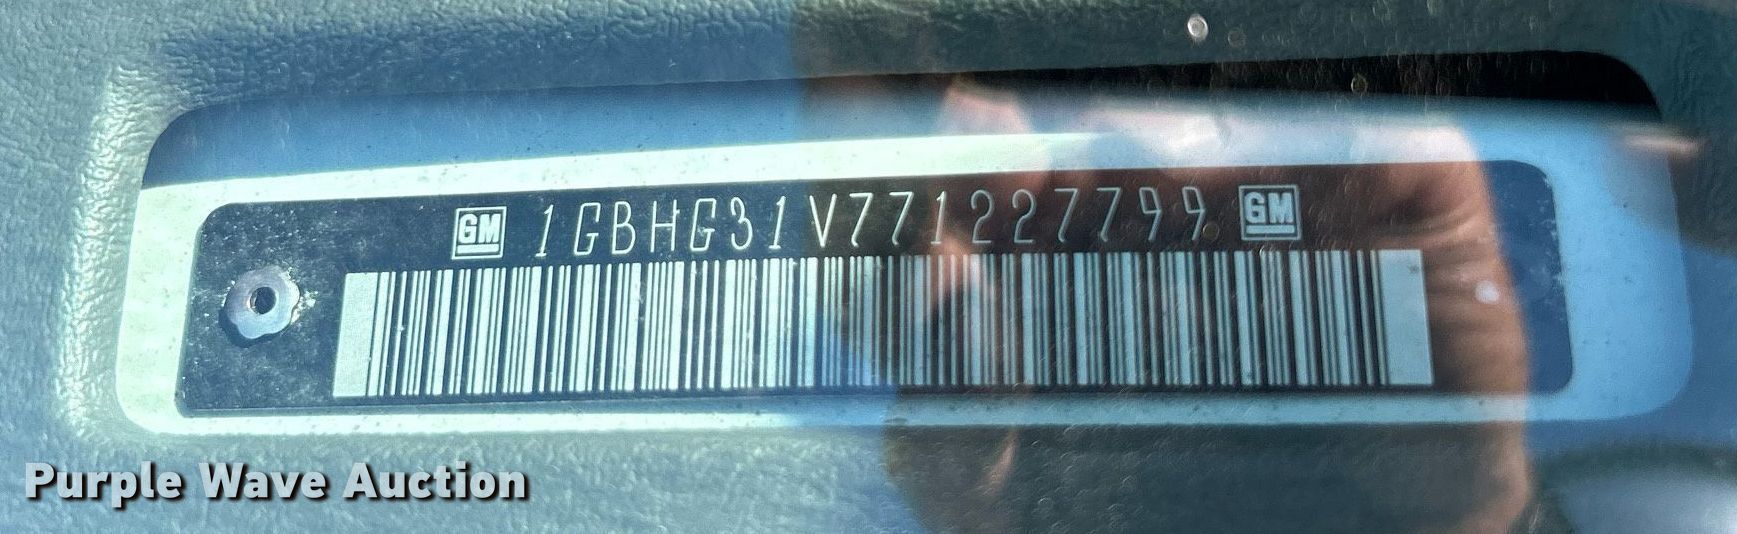 GM 1GBHG31V771227799 GM
Purple Wave Auction